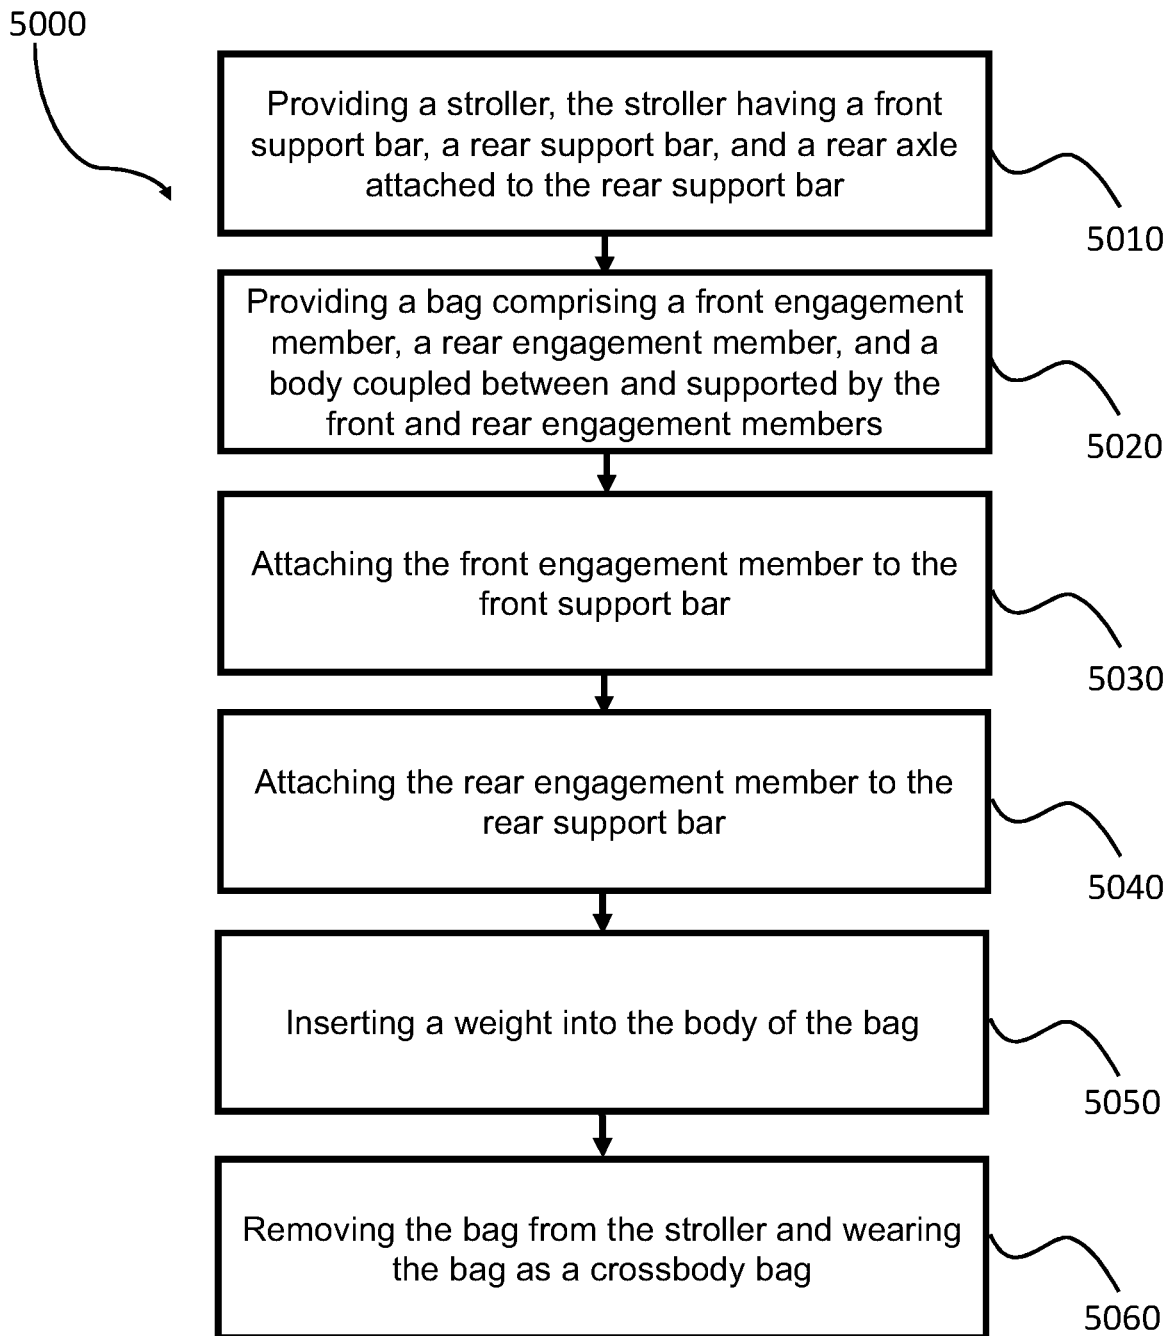 5000
Providing a stroller, the stroller having a front
support bar, a rear support bar, and a rear axle
attached to the rear support bar
5010
Providing a bag comprising a front engagement
member, a rear engagement member, and a
body coupled between and supported by the
front and rear engagement members
5020
Attaching the front engagement member to the
front support bar
5030
Attaching the rear engagement member to the
rear support bar
5040
Inserting a weight into the body of the bag
5050
Removing the bag from the stroller and wearing
the bag as a crossbody bag
5060